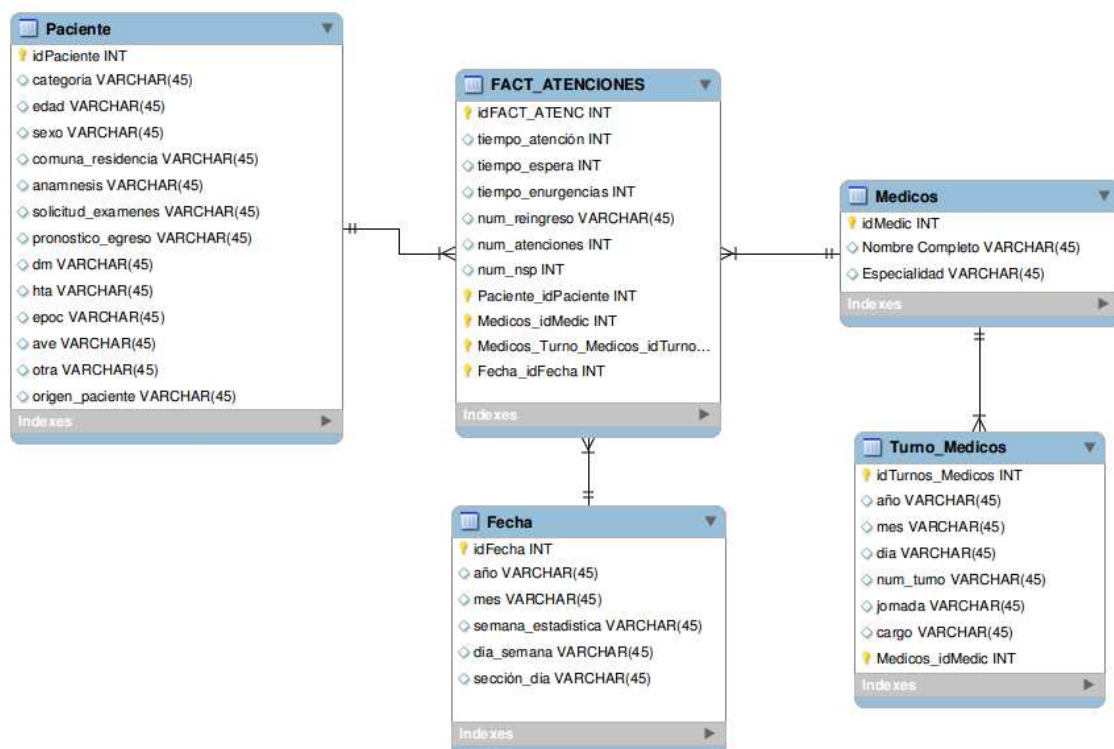 Paciente
idPaciente INT
categoria VARCHAR(45)
edad VARCHAR(45)
sexo VARCHAR(45)
comuna_residencia VARCHAR(45)
anamnesis VARCHAR(45)
solicitud_examenes VARCHAR(45)
pronostico_egreso VARCHAR(45)
dm VARCHAR(45)
hta VARCHAR(45)
epoc VARCHAR(45)
ave VARCHAR(45)
otra VARCHAR(45)
origen_paciente VARCHAR(45)
Indexes
FACT_ATENCIONES
idFACT_ATENC INT
tiempo_atención INT
tiempo_espera INT
tiempo_enurgencias INT
num_reingreso VARCHAR(45)
num_atenciones INT
num_nsp INT
Paciente_idPaciente INT
Medicos_idMedic INT
Medicos_Turno_Medicos_idTurno...
Fecha_idFecha INT
Indexes
Medicos
idMedic INT
Nombre Completo VARCHAR(45)
Especialidad VARCHAR(45)
Indexes
Fecha
idFecha INT
año VARCHAR(45)
mes VARCHAR(45)
semana_estadistica VARCHAR(45)
dia_semana VARCHAR(45)
sección_dia VARCHAR(45)
Indexes
Turno_Medicos
idTurnos_Medicos INT
año VARCHAR(45)
mes VARCHAR(45)
dia VARCHAR(45)
num_turno VARCHAR(45)
jornada VARCHAR(45)
cargo VARCHAR(45)
Medicos_idMedic INT
Indexes